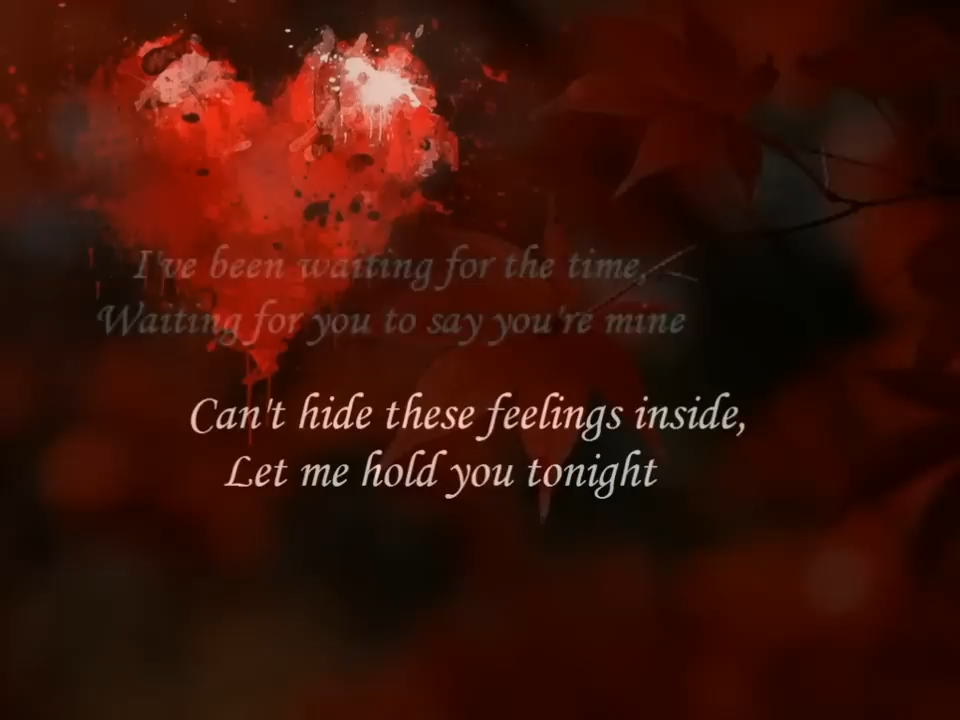 I've been waiting for the time,
Waiting for you to say you're mine
Can't hide these feelings inside,
Let me hold you tonight